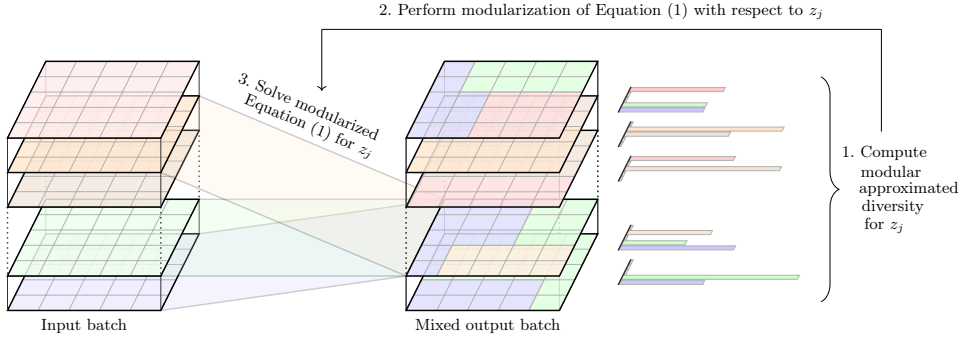 2. Perform modularization of Equation (1) with respect to z_j
3. Solve modularized
Equation (1) for z_j
1. Compute
modular
approximated
diversity
for z_j
Input batch
Mixed output batch